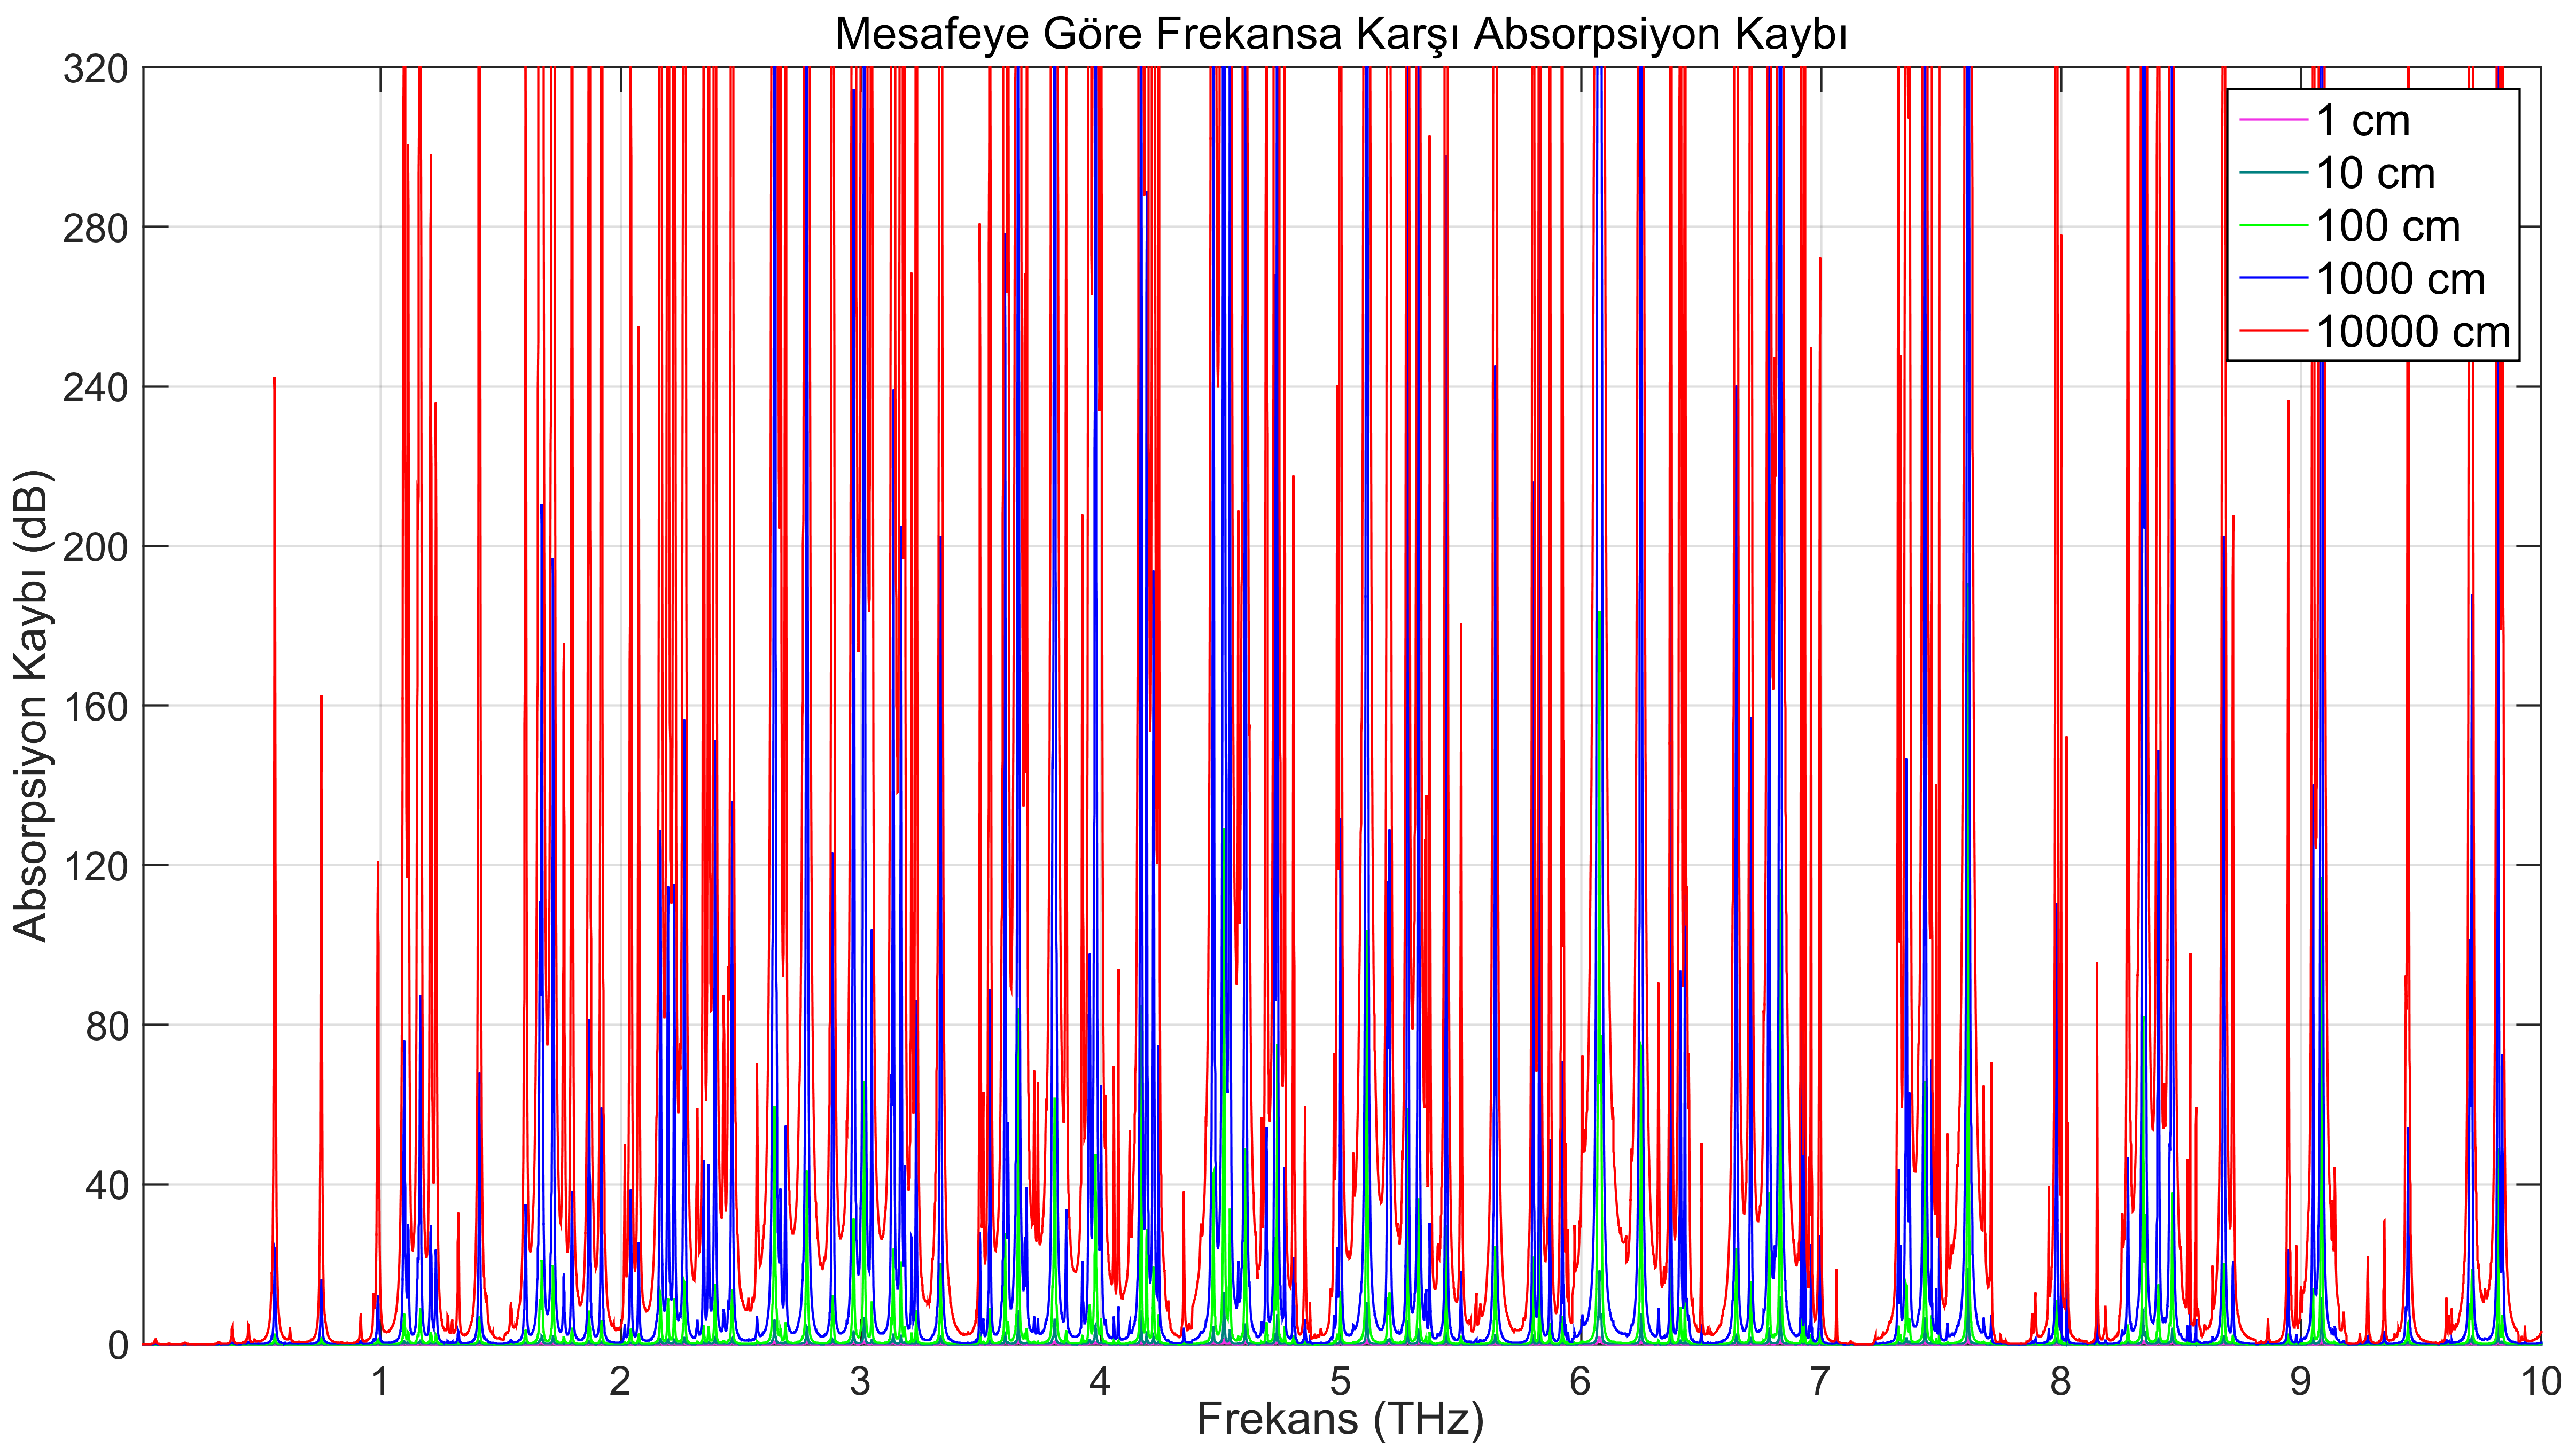 Mesafeye Göre Frekansa Karşı Absorpsiyon Kaybı
320
280
240
200
160
120
80
40
0
Absorpsiyon Kaybı (dB)
1 cm
10 cm
100 cm
1000 cm
10000 cm
1 2 3 4 5 6 7 8 9 10
Frekans (THz)